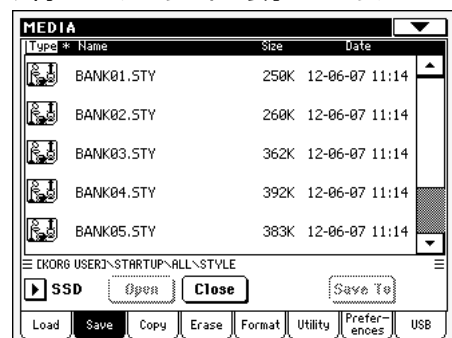 MEDIA
Type * Name Size Date
BANK01.STY 250K 12-06-07 11:14
BANK02.STY 260K 12-06-07 11:14
BANK03.STY 362K 12-06-07 11:14
BANK04.STY 392K 12-06-07 11:14
BANK05.STY 383K 12-06-07 11:14
[KORG USER]\STARTUP\ALL\STYLE
SSD Open Close Save To
Load Save Copy Erase Format Utility Prefer-ences USB